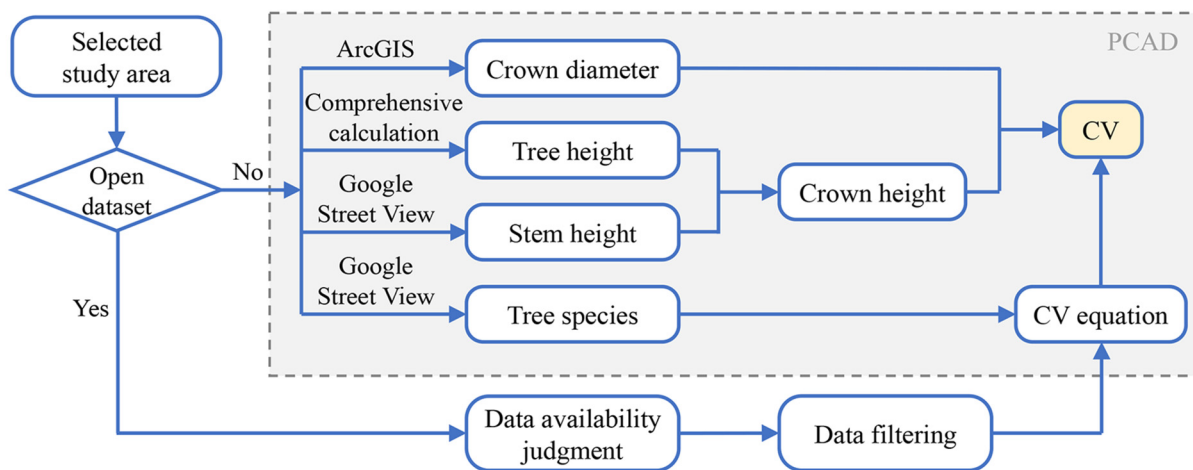 Selected
study area
Open
dataset
No
Yes
PCAD
ArcGIS
Crown diameter
Comprehensive
calculation
Tree height
Google
Street View
Stem height
Crown height
CV
Google
Street View
Tree species
CV equation
Data availability
judgment
Data filtering